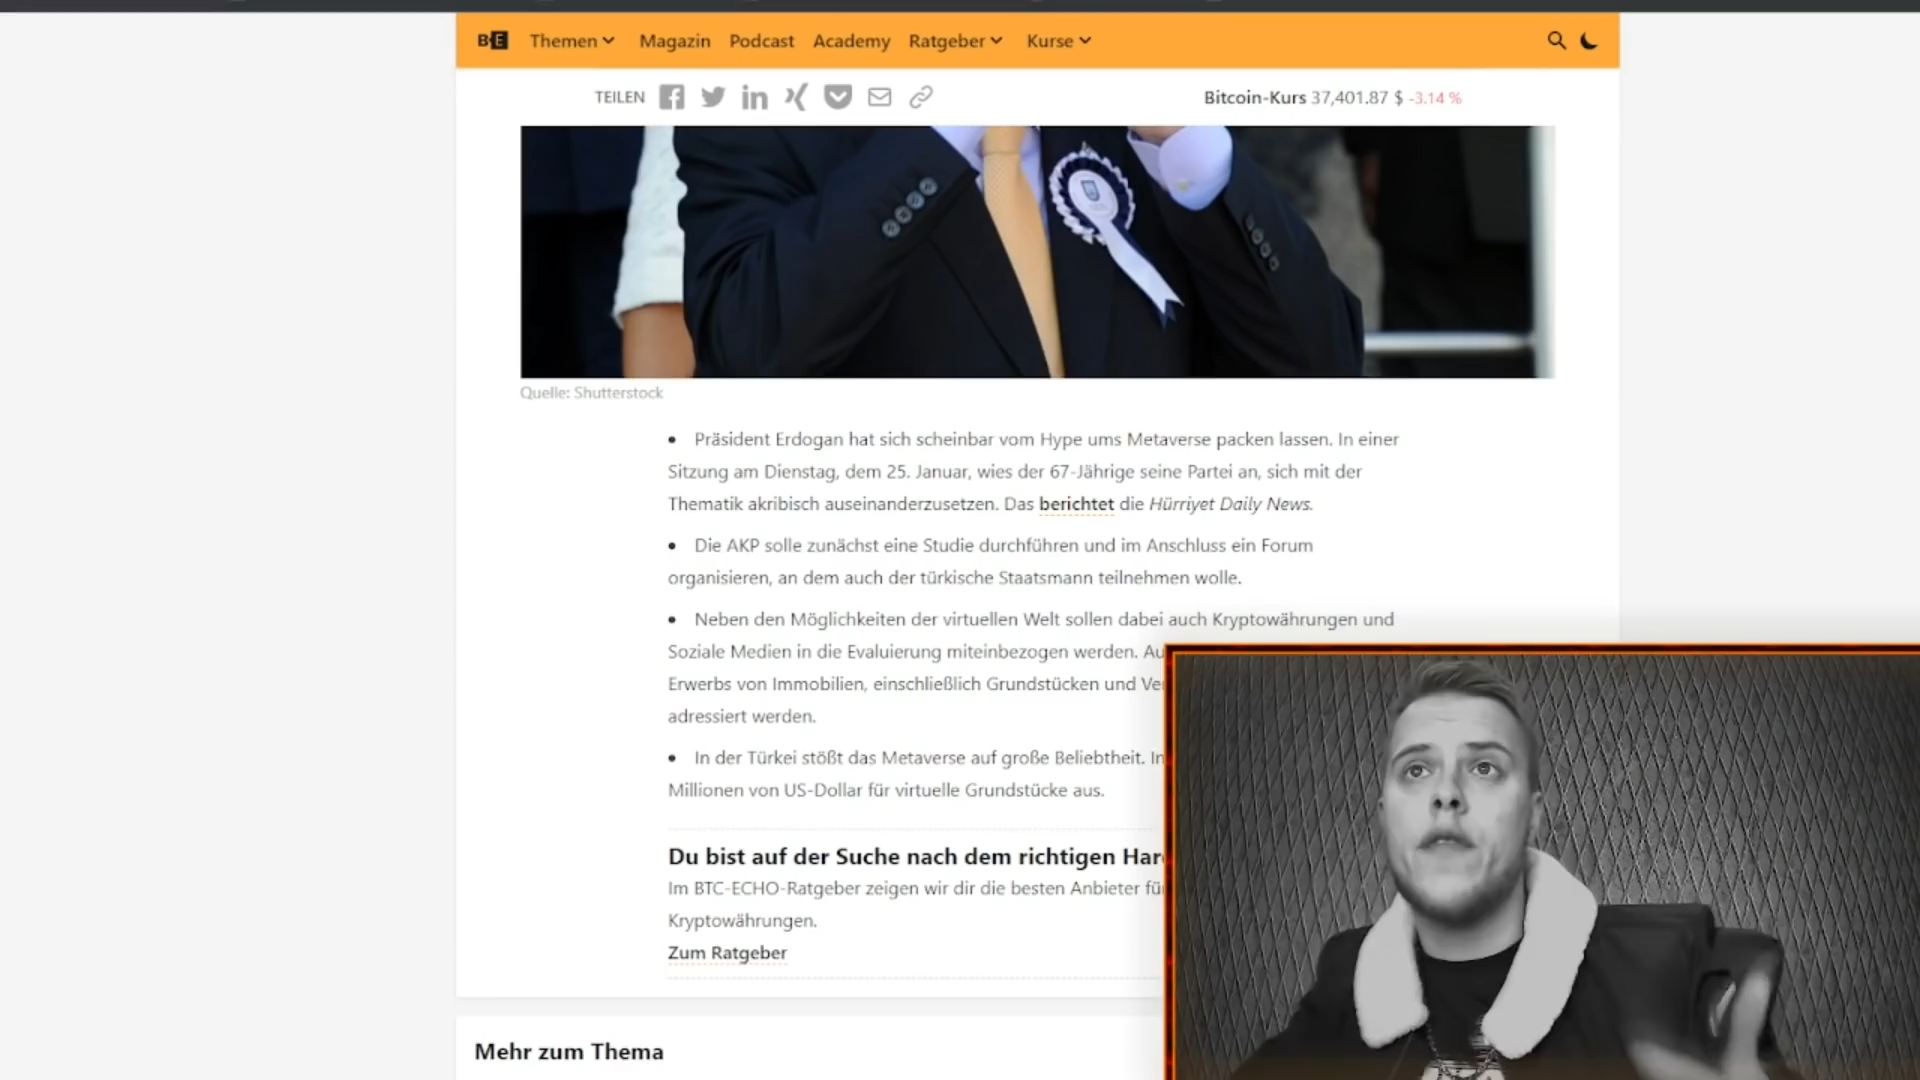 B·E Themen Magazin Podcast Academy Ratgeber Kurse
TEILEN
Bitcoin-Kurs 37,401.87 $ -3.14 %
Quelle: Shutterstock
• Präsident Erdogan hat sich scheinbar vom Hype ums Metaverse packen lassen. In einer
Sitzung am Dienstag, dem 25. Januar, wies der 67-Jährige seine Partei an, sich mit der
Thematik akribisch auseinanderzusetzen. Das berichtet die Hürriyet Daily News.
• Die AKP solle zunächst eine Studie durchführen und im Anschluss ein Forum
organisieren, an dem auch der türkische Staatsmann teilnehmen wolle.
• Neben den Möglichkeiten der virtuellen Welt sollen dabei auch Kryptowährungen und
Soziale Medien in die Evaluierung miteinbezogen werden.
Erwerbs von Immobilien, einschließlich Grundstücken und
adressiert werden.
• In der Türkei stößt das Metaverse auf große Beliebtheit.
Millionen von US-Dollar für virtuelle Grundstücke aus.
Du bist auf der Suche nach dem richtigen
Im BTC-ECHO-Ratgeber zeigen wir dir die besten Anbieter
Kryptowährungen.
Zum Ratgeber
Mehr zum Thema